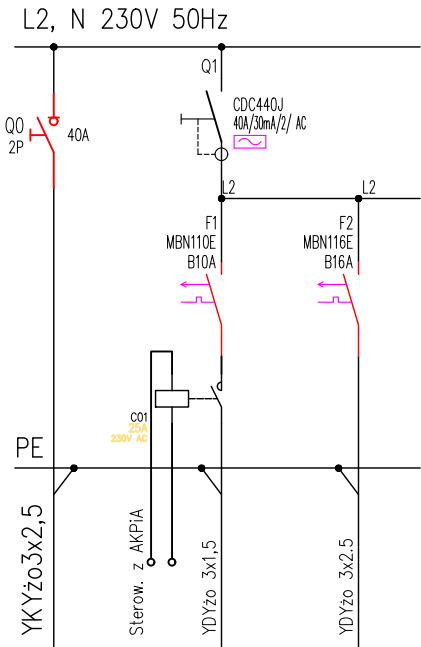 L2, N 230V 50Hz
Q1
Q0
2P
40A
CDC440J
40A/30mA/2/ AC
L2
L2
F1
MBN110E
B10A
F2
MBN116E
B16A
C01
25A
230V AC
PE
YKYżo3x2,5
Sterow. z AKPiA
YDYżo 3x1,5
YDYżo 3x2.5